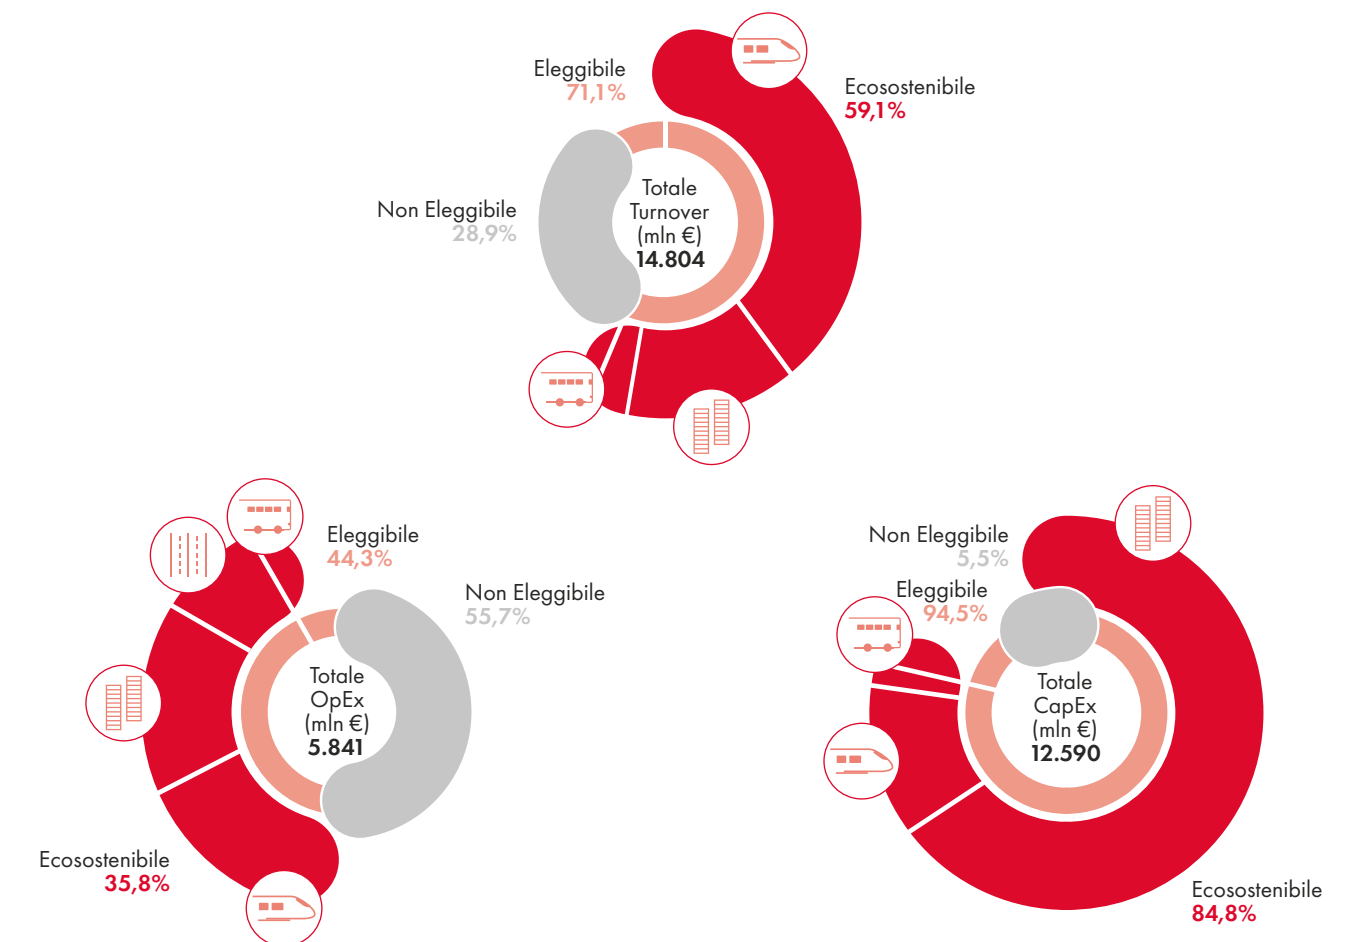 Eleggibile
71,1%
Ecosostenibile
59,1%
Non Eleggibile
28,9%
Totale
Turnover
(mln €)
14.804
Eleggibile
44,3%
Non Eleggibile
55,7%
Totale
OpEx
(mln €)
5.841
Ecosostenibile
35,8%
Non Eleggibile
5,5%
Eleggibile
94,5%
Totale
CapEx
(mln €)
12.590
Ecosostenibile
84,8%